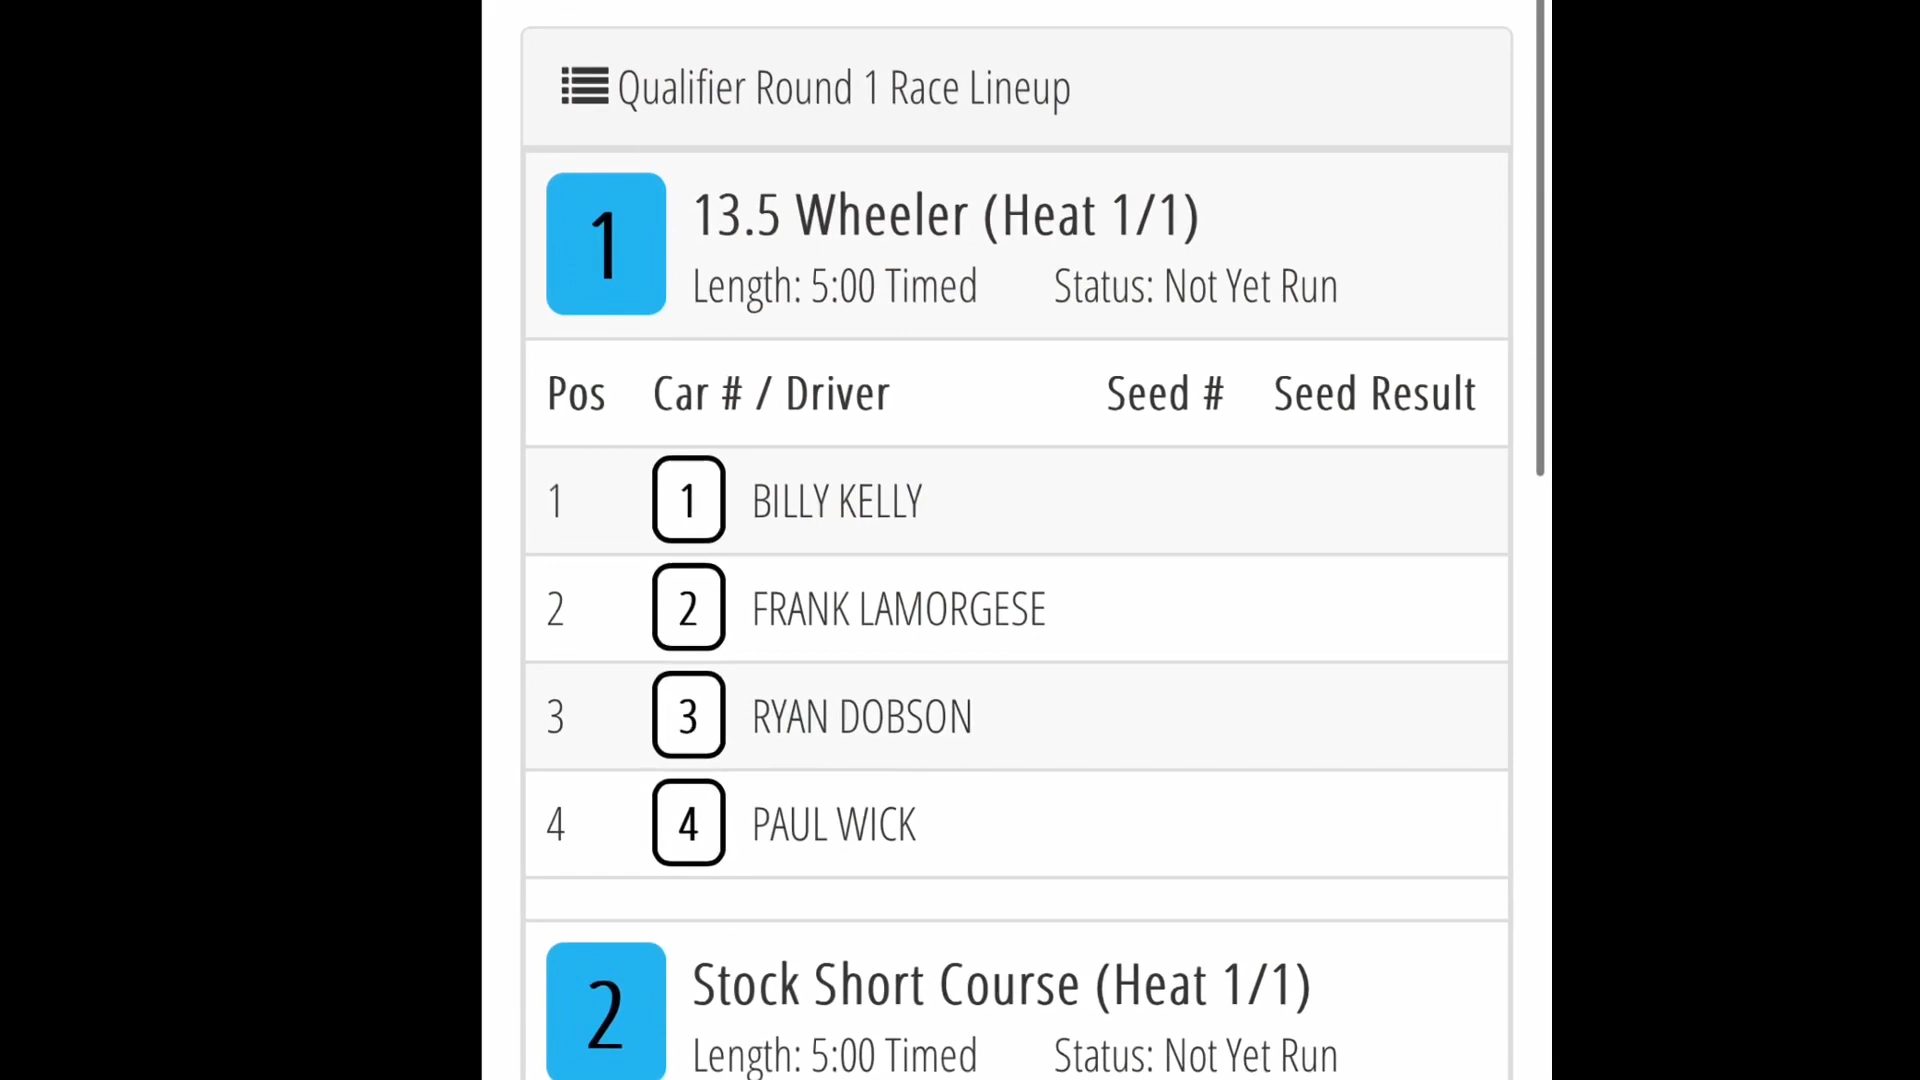 Qualifier Round 1 Race Lineup
1 13.5 Wheeler (Heat 1/1)
Length: 5:00 Timed Status: Not Yet Run
Pos Car # / Driver Seed # Seed Result
1 1 BILLY KELLY
2 2 FRANK LAMORGESE
3 3 RYAN DOBSON
4 4 PAUL WICK
2 Stock Short Course (Heat 1/1)
Length: 5:00 Timed Status: Not Yet Run